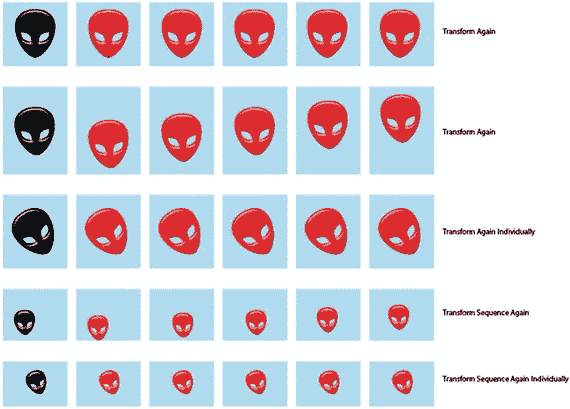 Transform Again
Transform Again
Transform Again Individually
Transform Sequence Again
Transform Sequence Again Individually